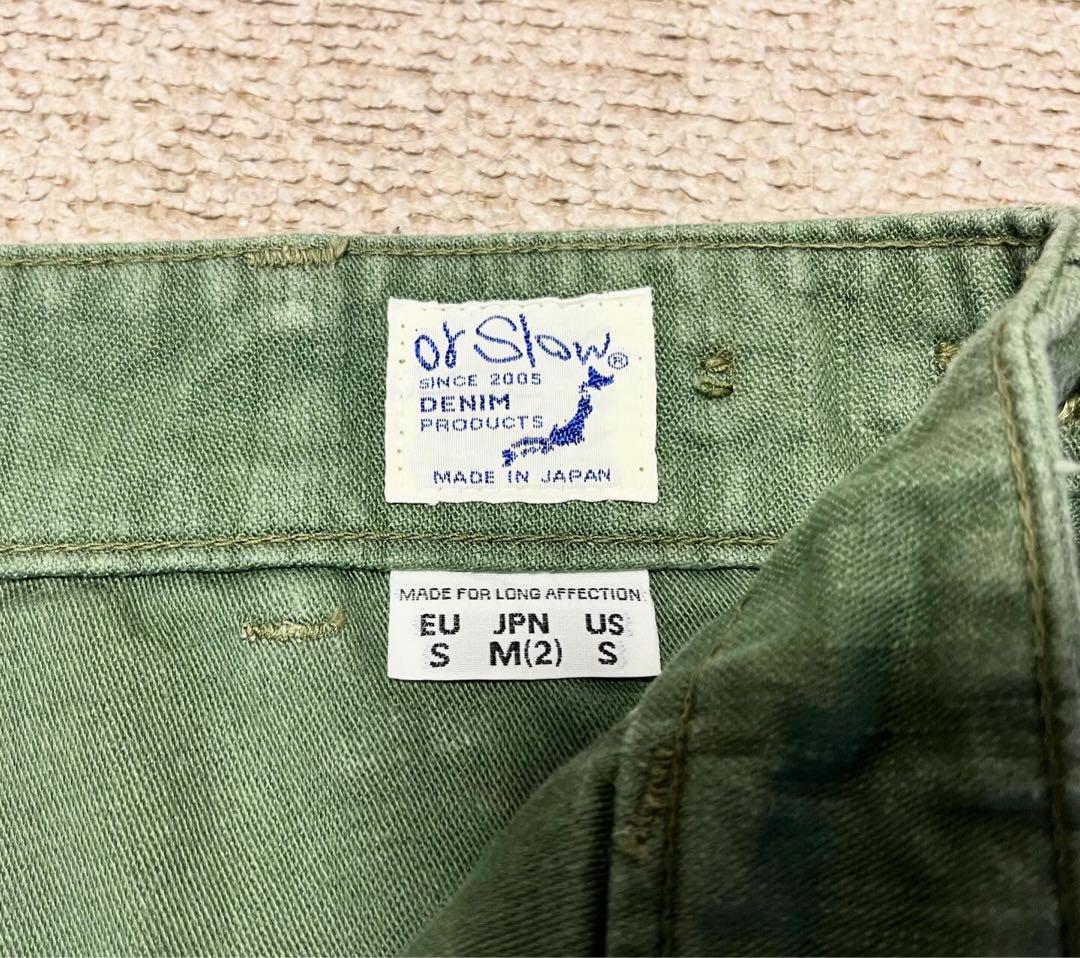 or Slow®
SINCE 2005
DENIM
PRODUCTS
MADE IN JAPAN
MADE FOR LONG AFFECTION
EU JPN US
S M(2) S